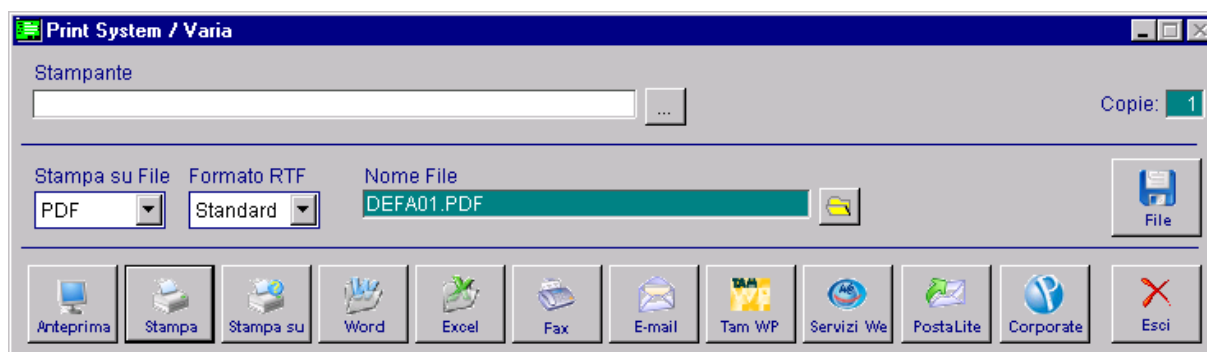 Print System / Varia
Stampante
...
Copie: 1
Stampa su File Formato RTF Nome File
PDF Standard DEFA01.PDF
File
Anteprima Stampa Stampa su Word Excel Fax E-mail Tam WP Servizi We PostaLite Corporate Esci